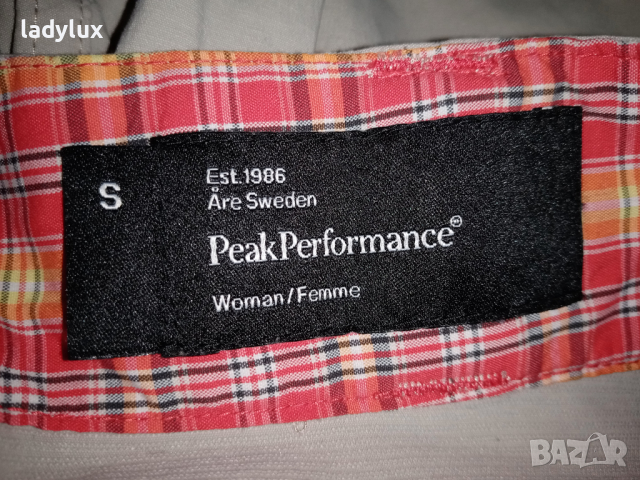 ladylux
S
Est.1986
Åre Sweden
PeakPerformance
Woman/Femme
BAZAR